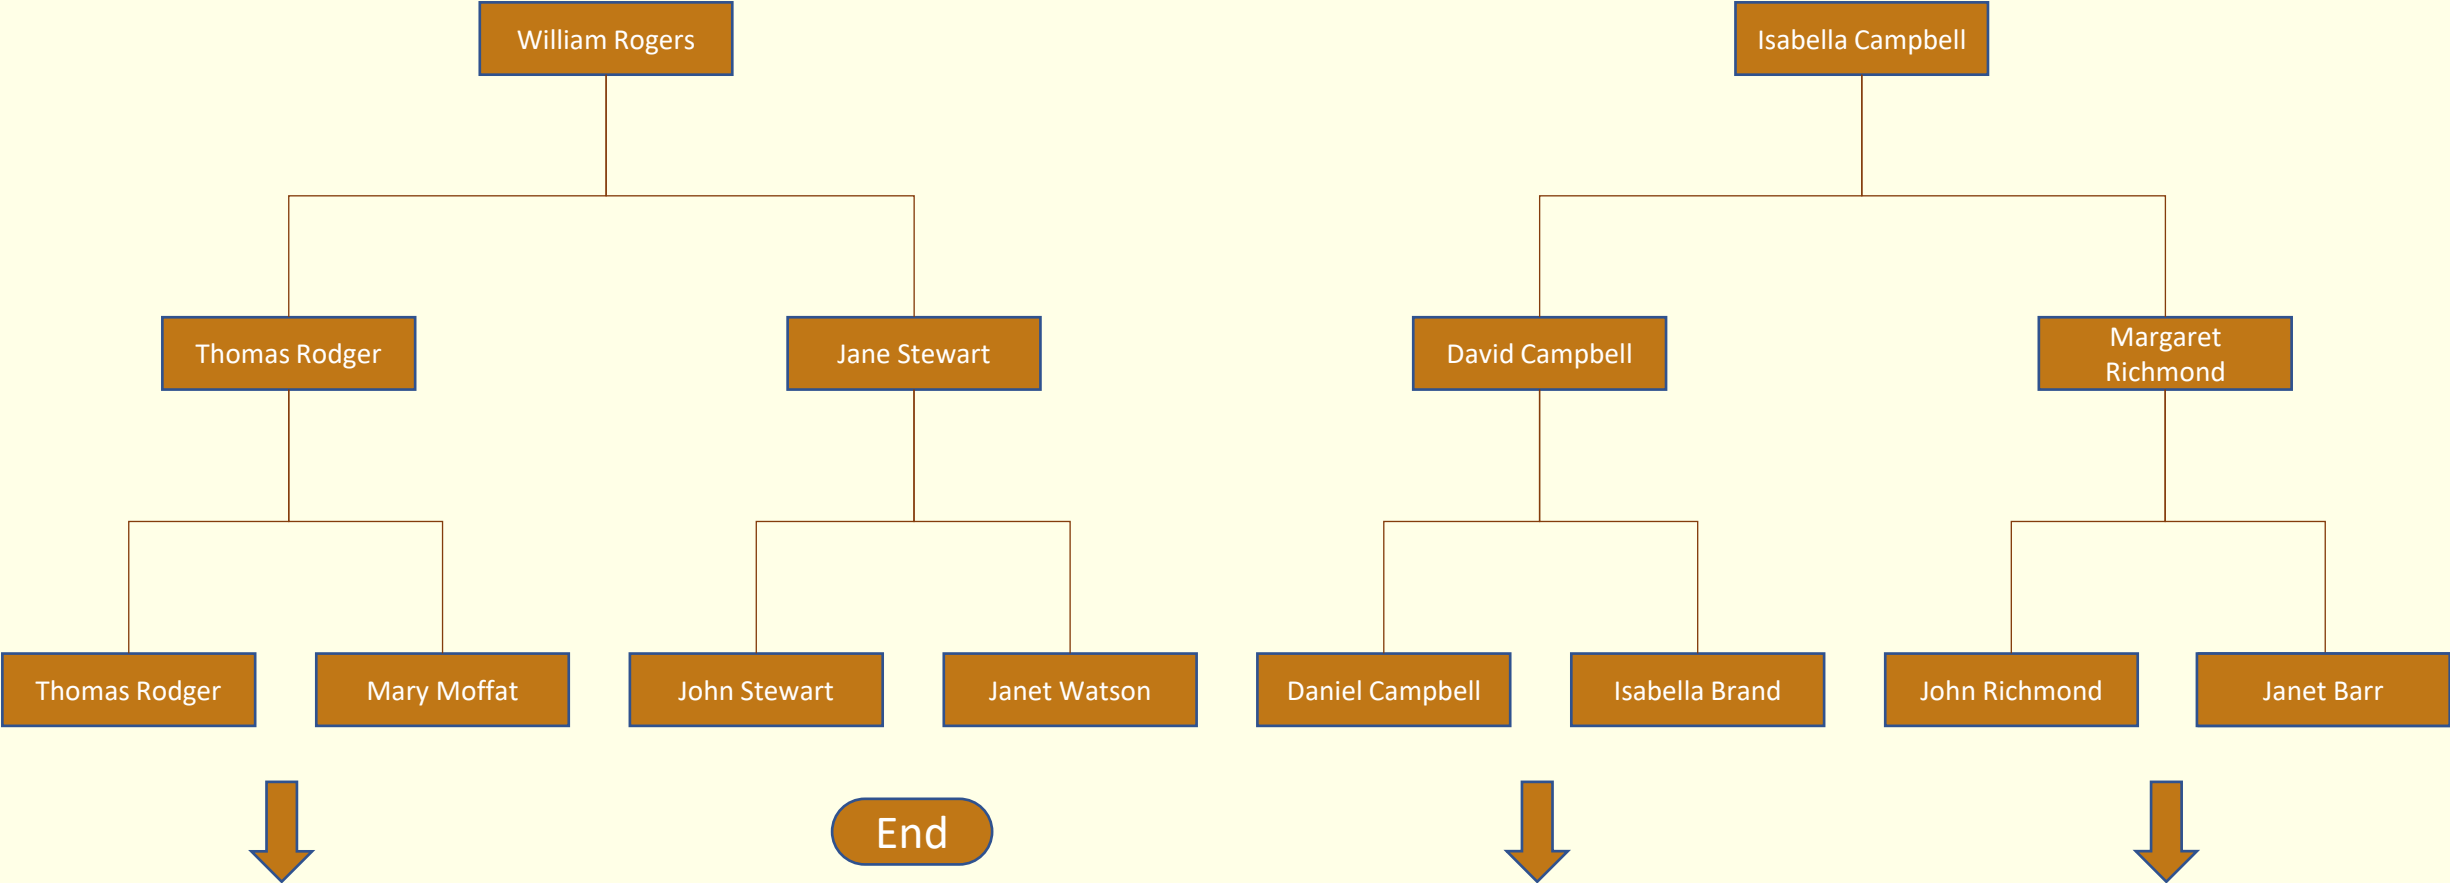 William Rogers
Isabella Campbell
Thomas Rodger
Jane Stewart
David Campbell
Margaret
Richmond
Thomas Rodger
Mary Moffat
John Stewart
Janet Watson
Daniel Campbell
Isabella Brand
John Richmond
Janet Barr
End